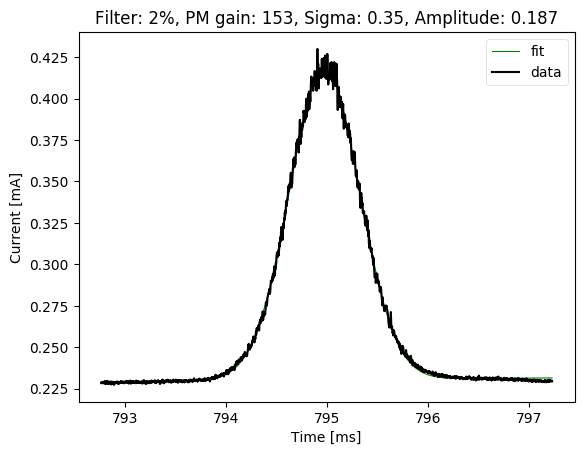 Filter: 2%, PM gain: 153, Sigma: 0.35, Amplitude: 0.187
fit
data
0.425
0.400
0.375
0.350
0.325
0.300
0.275
0.250
0.225
Current [mA]
793 794 795 796 797
Time [ms]